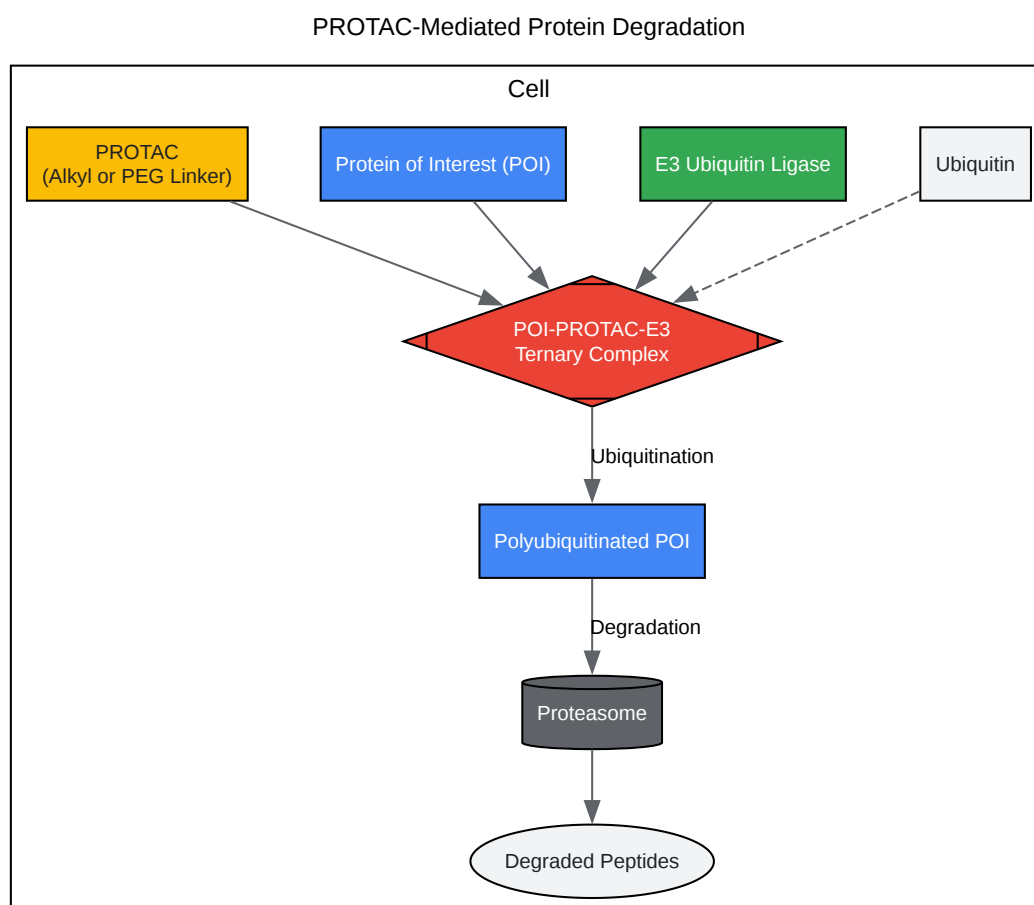 PROTAC-Mediated Protein Degradation
Cell
PROTAC
(Alkyl or PEG Linker)
Protein of Interest (POI)
E3 Ubiquitin Ligase
Ubiquitin
POI-PROTAC-E3
Ternary Complex
Ubiquitination
Polyubiquitinated POI
Degradation
Proteasome
Degraded Peptides